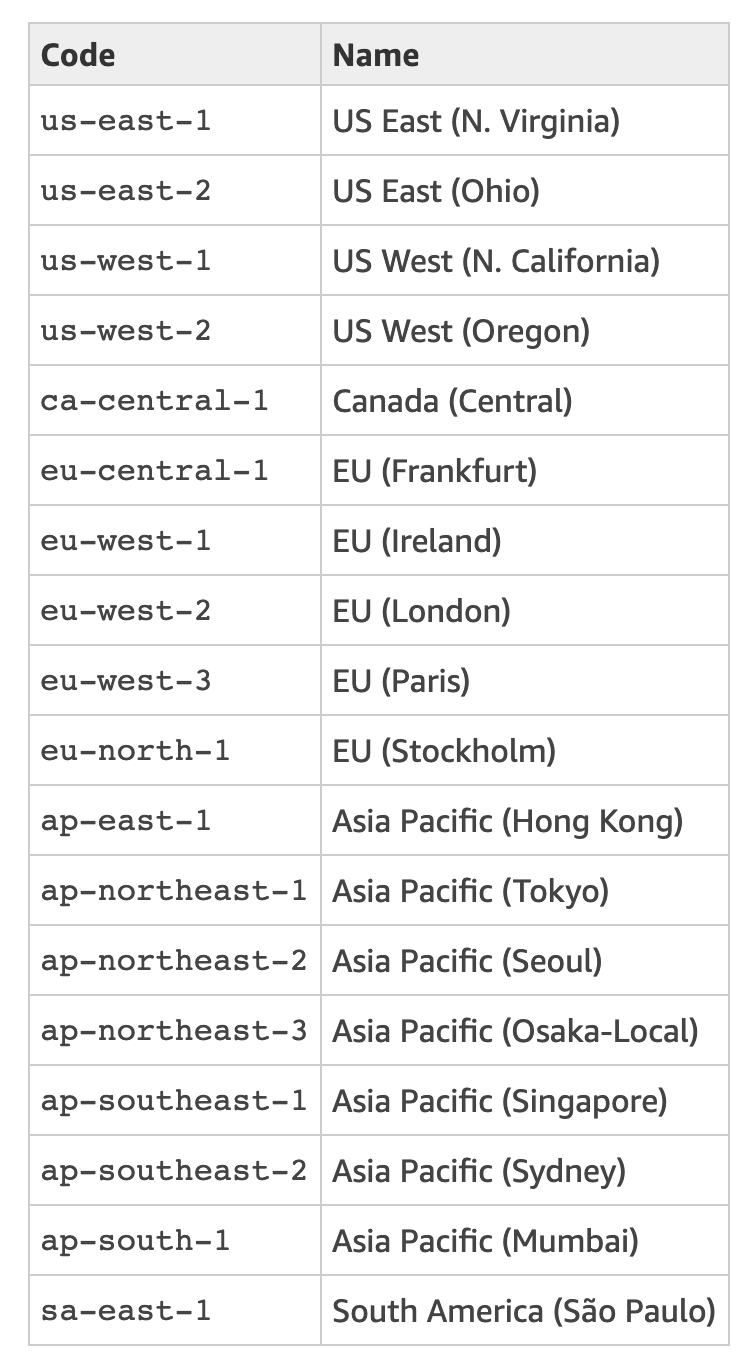 Code Name
us-east-1 US East (N. Virginia)
us-east-2 US East (Ohio)
us-west-1 US West (N. California)
us-west-2 US West (Oregon)
ca-central-1 Canada (Central)
eu-central-1 EU (Frankfurt)
eu-west-1 EU (Ireland)
eu-west-2 EU (London)
eu-west-3 EU (Paris)
eu-north-1 EU (Stockholm)
ap-east-1 Asia Pacific (Hong Kong)
ap-northeast-1 Asia Pacific (Tokyo)
ap-northeast-2 Asia Pacific (Seoul)
ap-northeast-3 Asia Pacific (Osaka-Local)
ap-southeast-1 Asia Pacific (Singapore)
ap-southeast-2 Asia Pacific (Sydney)
ap-south-1 Asia Pacific (Mumbai)
sa-east-1 South America (São Paulo)